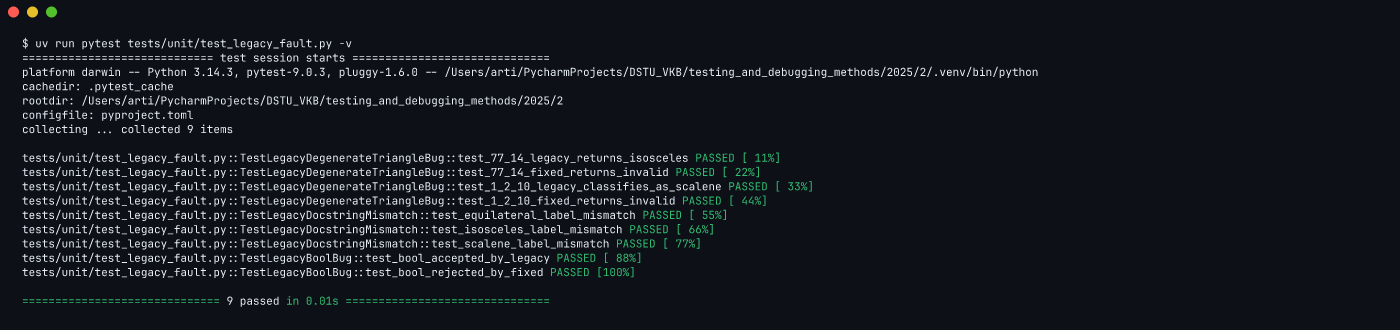 $ uv run pytest tests/unit/test_legacy_fault.py -v
============================= test session starts ==============================
platform darwin -- Python 3.14.3, pytest-9.0.3, pluggy-1.6.0 -- /Users/arti/PycharmProjects/DSTU_VKB/testing_and_debugging_methods/2025/2/.venv/bin/python
cachedir: .pytest_cache
rootdir: /Users/arti/PycharmProjects/DSTU_VKB/testing_and_debugging_methods/2025/2
configfile: pyproject.toml
collecting ... collected 9 items
tests/unit/test_legacy_fault.py::TestLegacyDegenerateTriangleBug::test_77_14_legacy_returns_isosceles PASSED [ 11%]
tests/unit/test_legacy_fault.py::TestLegacyDegenerateTriangleBug::test_77_14_fixed_returns_invalid PASSED [ 22%]
tests/unit/test_legacy_fault.py::TestLegacyDegenerateTriangleBug::test_1_2_10_legacy_classifies_as_scalene PASSED [ 33%]
tests/unit/test_legacy_fault.py::TestLegacyDegenerateTriangleBug::test_1_2_10_fixed_returns_invalid PASSED [ 44%]
tests/unit/test_legacy_fault.py::TestLegacyDocstringMismatch::test_equilateral_label_mismatch PASSED [ 55%]
tests/unit/test_legacy_fault.py::TestLegacyDocstringMismatch::test_isosceles_label_mismatch PASSED [ 66%]
tests/unit/test_legacy_fault.py::TestLegacyDocstringMismatch::test_scalene_label_mismatch PASSED [ 77%]
tests/unit/test_legacy_fault.py::TestLegacyBoolBug::test_bool_accepted_by_legacy PASSED [ 88%]
tests/unit/test_legacy_fault.py::TestLegacyBoolBug::test_bool_rejected_by_fixed PASSED [100%]
============================== 9 passed in 0.01s ===============================